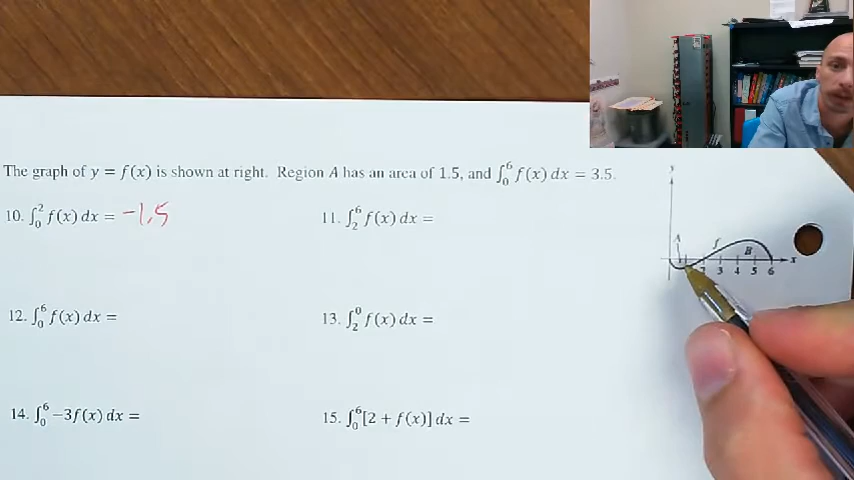 The graph of y = f(x) is shown at right. Region A has an area of 1.5, and ∫₀⁶ f(x) dx = 3.5.
10. ∫₀² f(x) dx = -1.5
11. ∫₂⁶ f(x) dx =
12. ∫₀⁶ f(x) dx =
13. ∫₂⁰ f(x) dx =
14. ∫₀⁶ −3f(x) dx =
15. ∫₀⁶ [2 + f(x)] dx =
y
A f B x
2 3 4 5 6